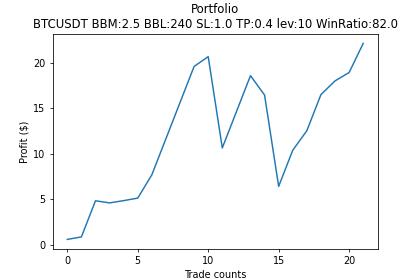 Portfolio
BTCUSDT BBM:2.5 BBL:240 SL:1.0 TP:0.4 lev:10 WinRatio:82.0
20
15
10
5
0
Profit ($)
0 5 10 15 20
Trade counts